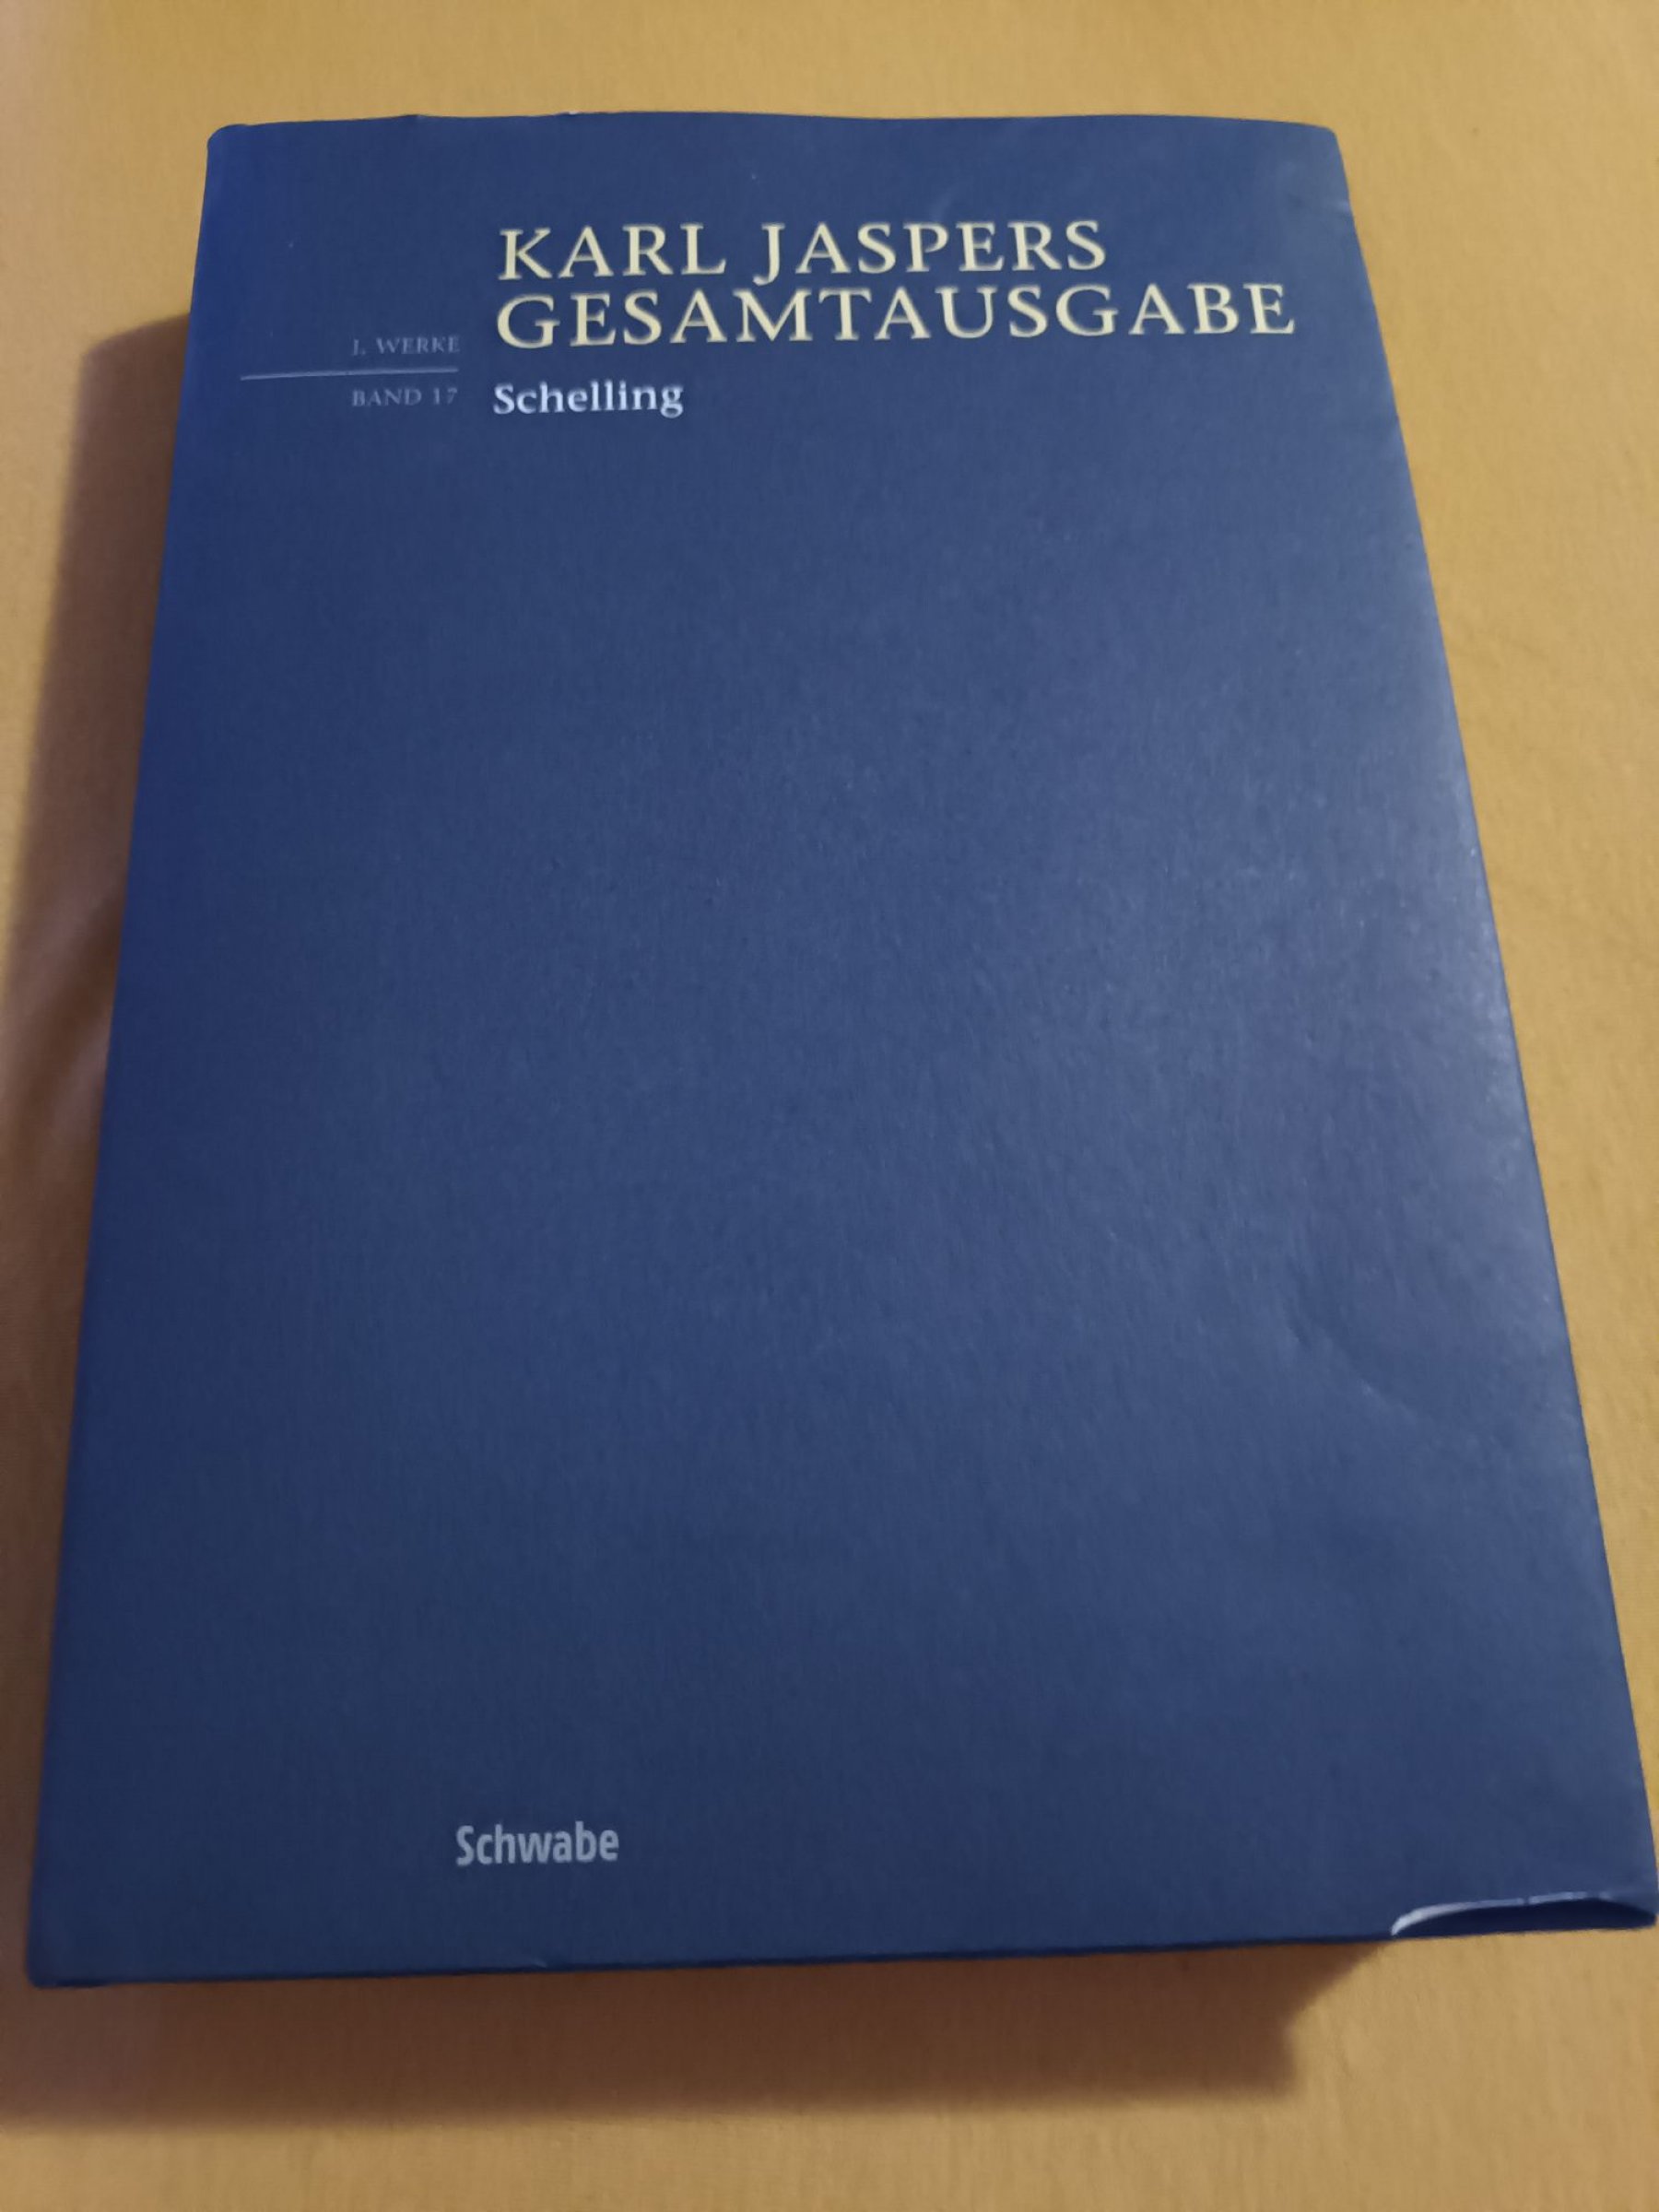 KARL JASPERS
GESAMTAUSGABE
I. WERKE
BAND 17
Schelling
Schwabe